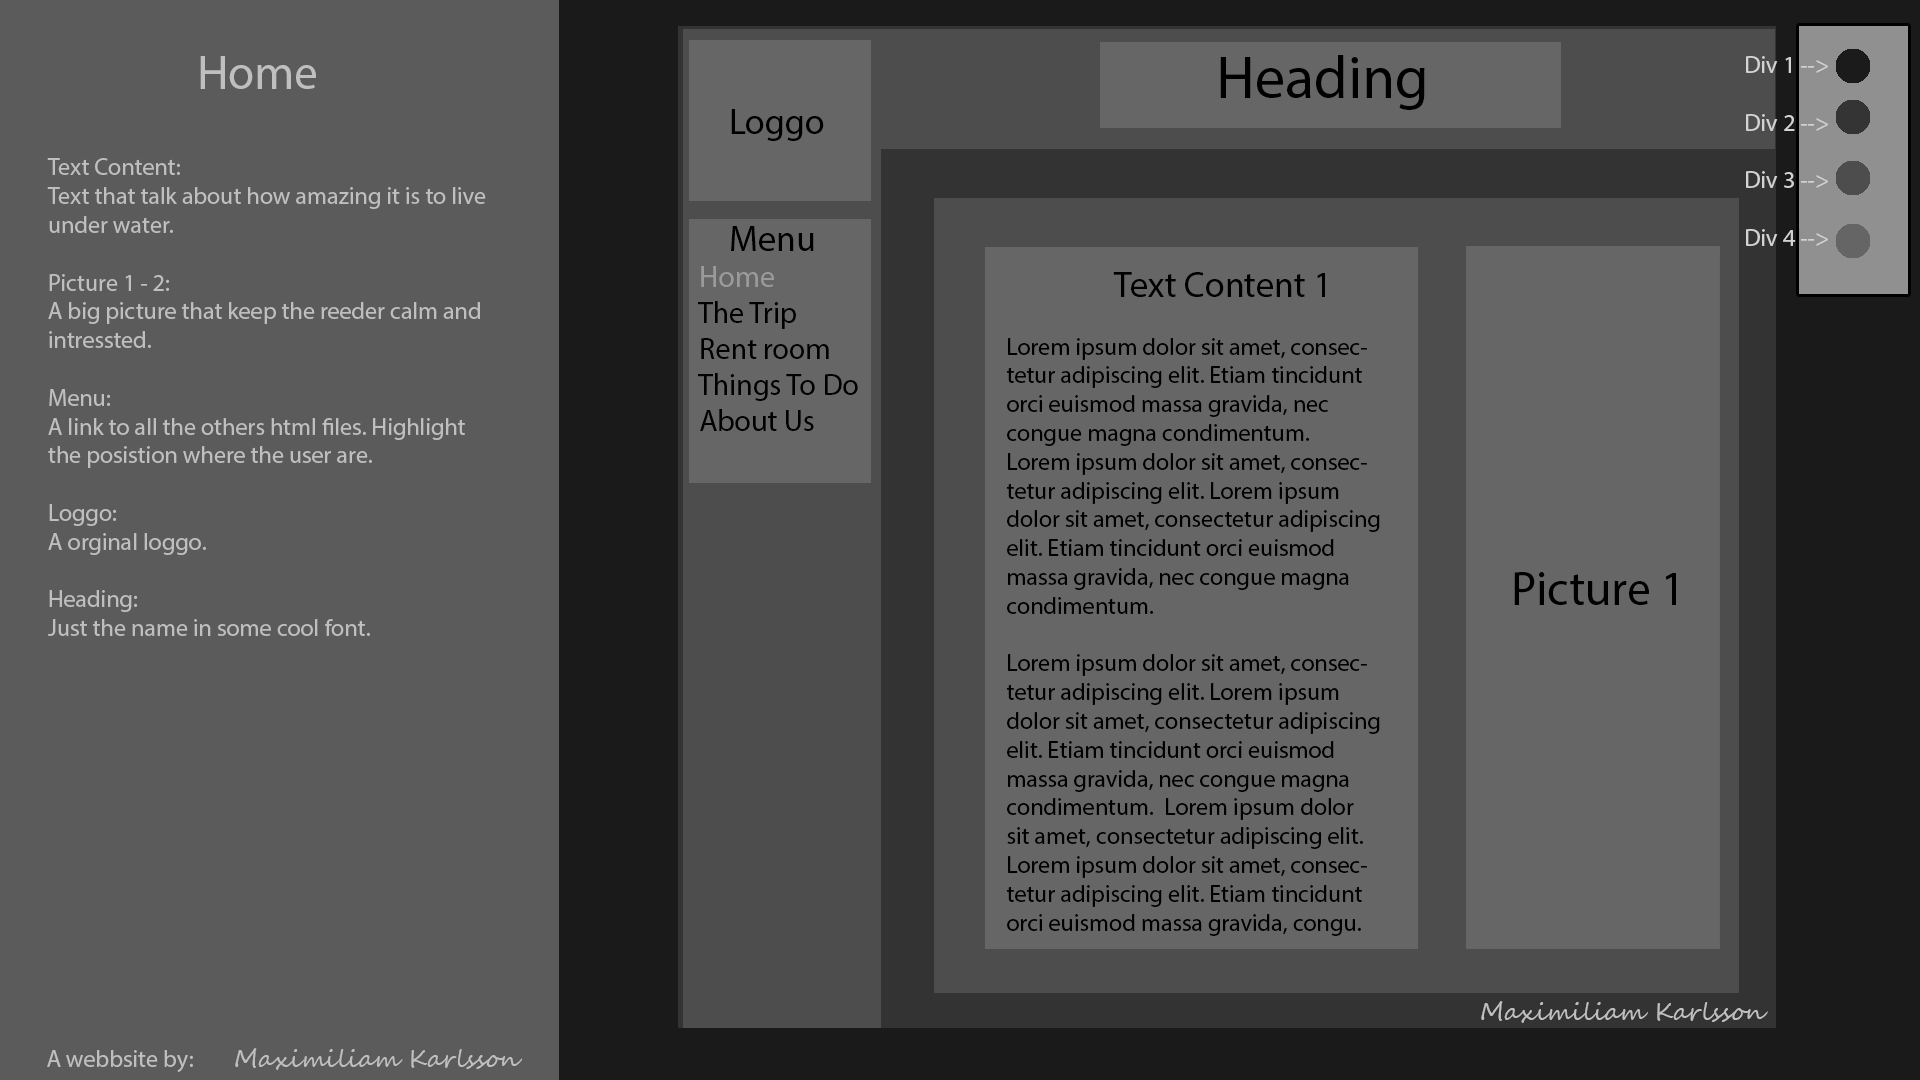 Home
Text Content:
Text that talk about how amazing it is to live
under water.
Picture 1 - 2:
A big picture that keep the reeder calm and
intressted.
Menu:
A link to all the others html files. Highlight
the posistion where the user are.
Loggo:
A orginal loggo.
Heading:
Just the name in some cool font.
A webbsite by: Maximiliam Karlsson
Loggo
Heading
Menu
Home
The Trip
Rent room
Things To Do
About Us
Text Content 1
Lorem ipsum dolor sit amet, consec-
tetur adipiscing elit. Etiam tincidunt
orci euismod massa gravida, nec
congue magna condimentum.
Lorem ipsum dolor sit amet, consec-
tetur adipiscing elit. Lorem ipsum
dolor sit amet, consectetur adipiscing
elit. Etiam tincidunt orci euismod
massa gravida, nec congue magna
condimentum.
Lorem ipsum dolor sit amet, consec-
tetur adipiscing elit. Lorem ipsum
dolor sit amet, consectetur adipiscing
elit. Etiam tincidunt orci euismod
massa gravida, nec congue magna
condimentum.  Lorem ipsum dolor
sit amet, consectetur adipiscing elit.
Lorem ipsum dolor sit amet, consec-
tetur adipiscing elit. Etiam tincidunt
orci euismod massa gravida, congu.
Picture 1
Maximiliam Karlsson
Div 1 -->
Div 2 -->
Div 3 -->
Div 4 -->